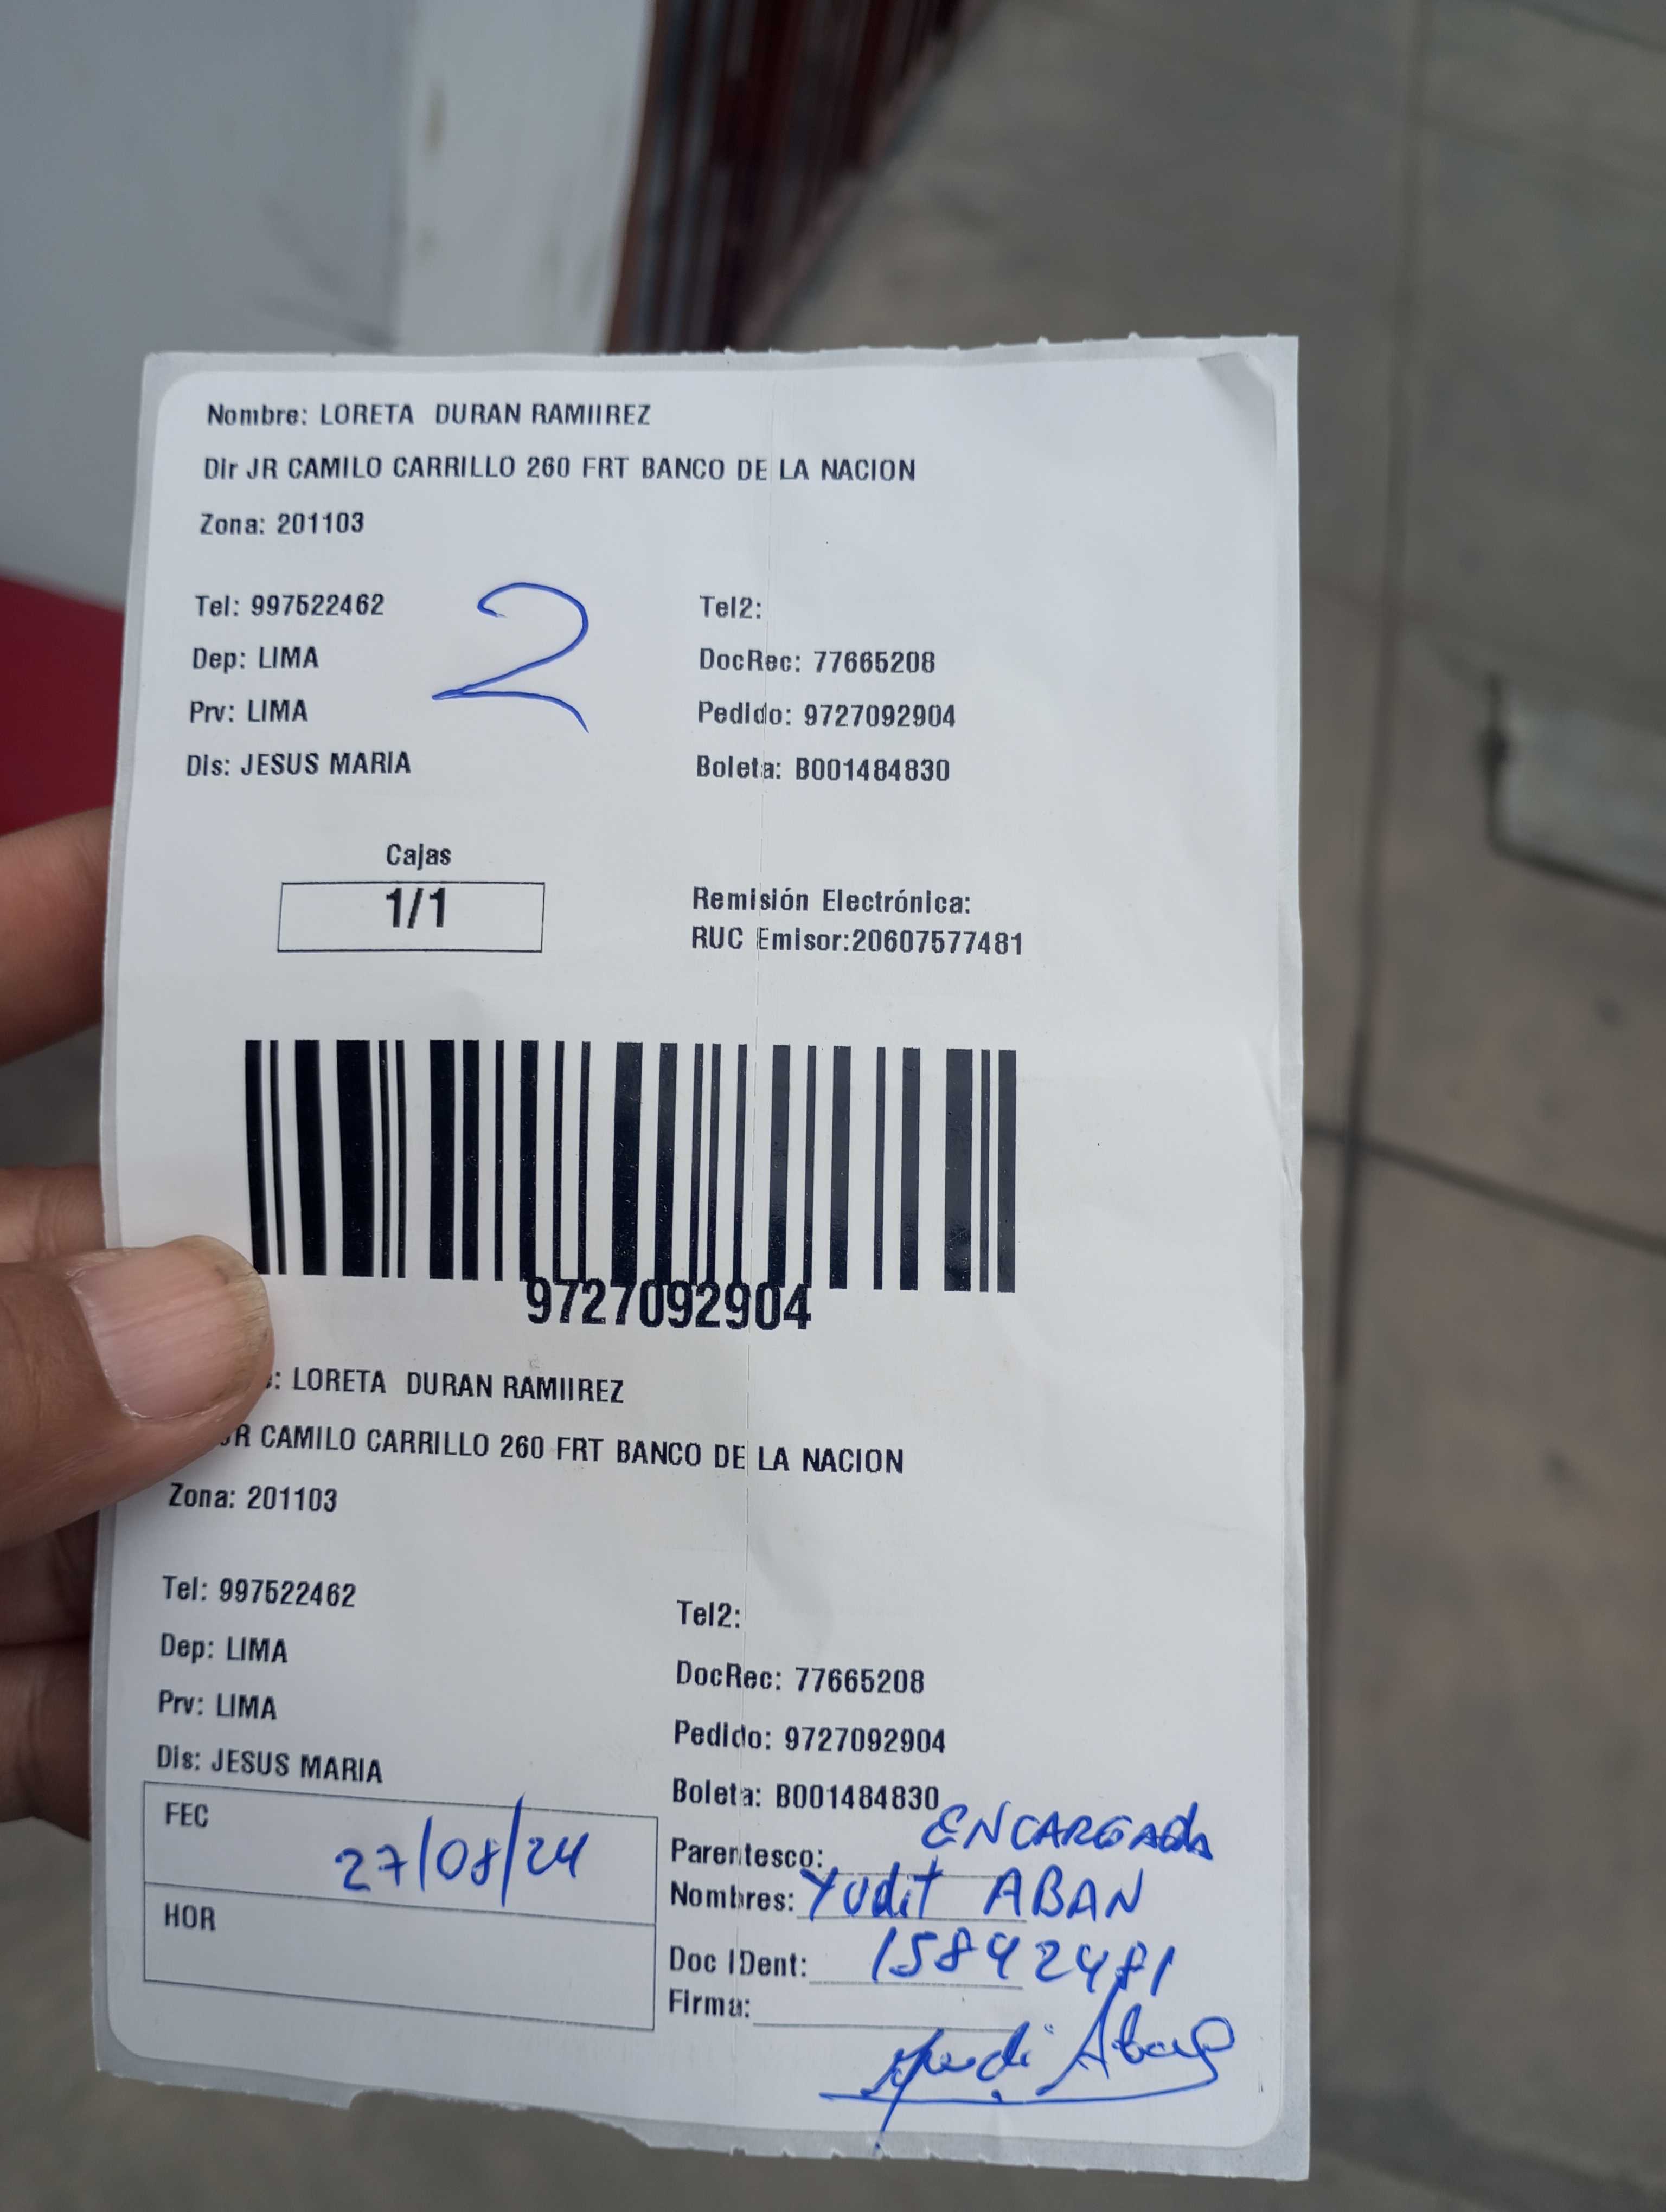 Nombre: LORETA DURAN RAMIIREZ
Dir JR CAMILO CARRILLO 260 FRT BANCO DE LA NACION
Zona: 201103
Tel: 997522462
Tel2:
2
Dep: LIMA
DocRec: 77665208
Prv: LIMA
Pedido: 9727092904
Dis: JESUS MARIA
Boleta: B001484830
Cajas
1/1
Remisión Electrónica:
RUC Emisor:20607577481
9727092904
: LORETA DURAN RAMIIREZ
JR CAMILO CARRILLO 260 FRT BANCO DE LA NACION
Zona: 201103
Tel: 997522462
Tel2:
Dep: LIMA
DocRec: 77665208
Prv: LIMA
Pedido: 9727092904
Dis: JESUS MARIA
Boleta: B001484830
FEC 27/08/24
HOR
Parentesco: ENCARGADA
Nombres: Yudit ABAN
Doc IDent: 15842481
Firma: